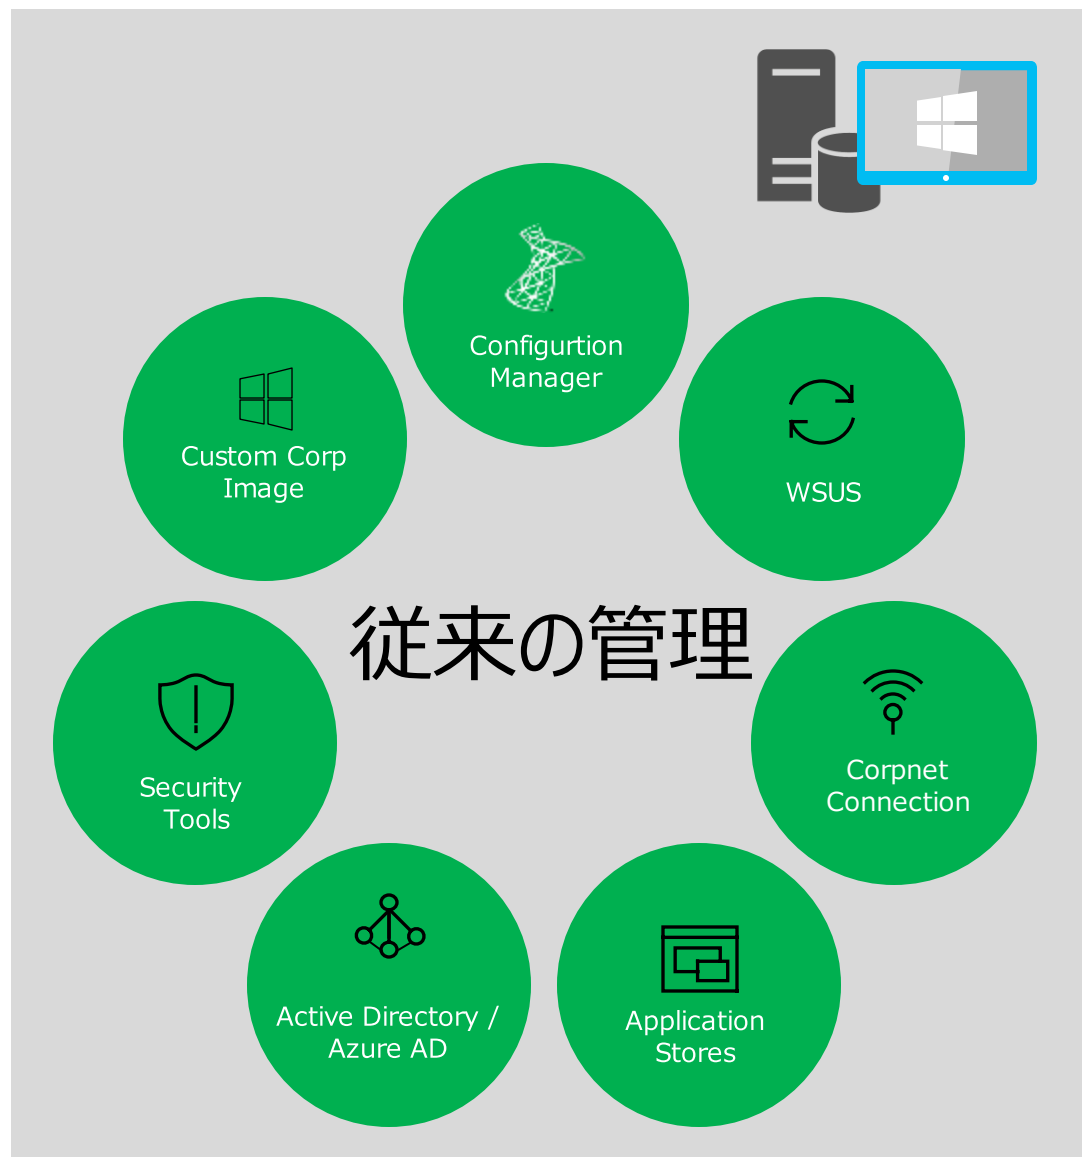 Configurtion
Manager
Custom Corp
Image
WSUS
従来の管理
Security
Tools
Corpnet
Connection
Active Directory /
Azure AD
Application
Stores